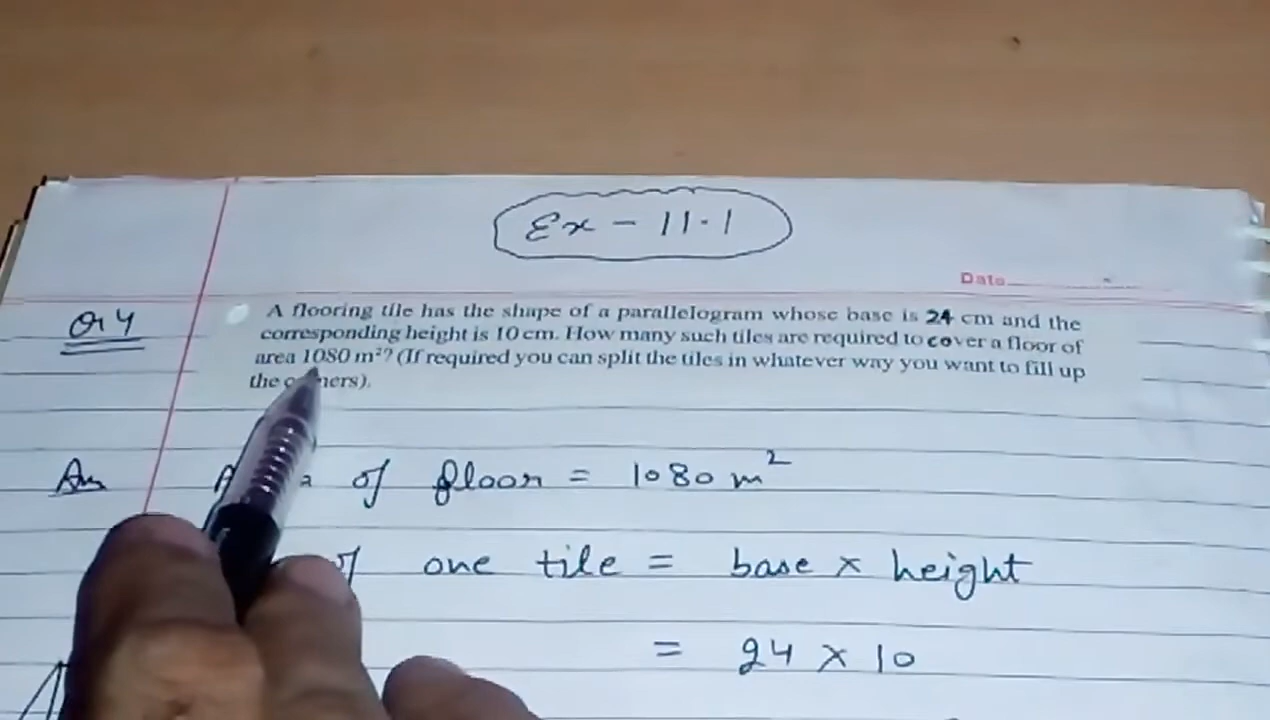 Ex - 11.1
Date
Q4
A flooring tile has the shape of a parallelogram whose base is 24 cm and the
corresponding height is 10 cm. How many such tiles are required to cover a floor of
area 1080 m²? (If required you can split the tiles in whatever way you want to fill up
the).
Ans of floor = 1080 m²
of one tile = base × height
= 24 × 10